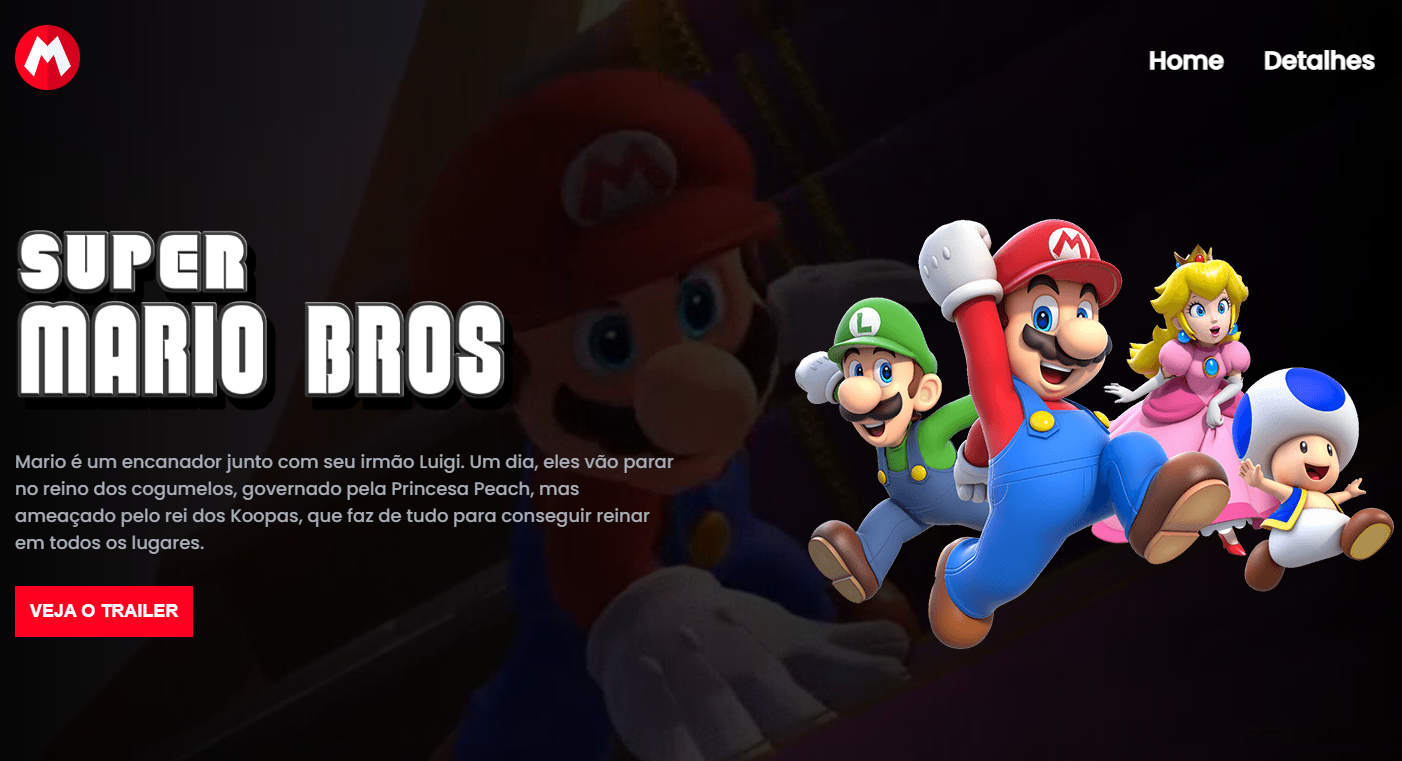 M
Home Detalhes
SUPER
MARIO BROS
Mario é um encanador junto com seu irmão Luigi. Um dia, eles vão parar
no reino dos cogumelos, governado pela Princesa Peach, mas
ameaçado pelo rei dos Koopas, que faz de tudo para conseguir reinar
em todos os lugares.
VEJA O TRAILER
M
L
M